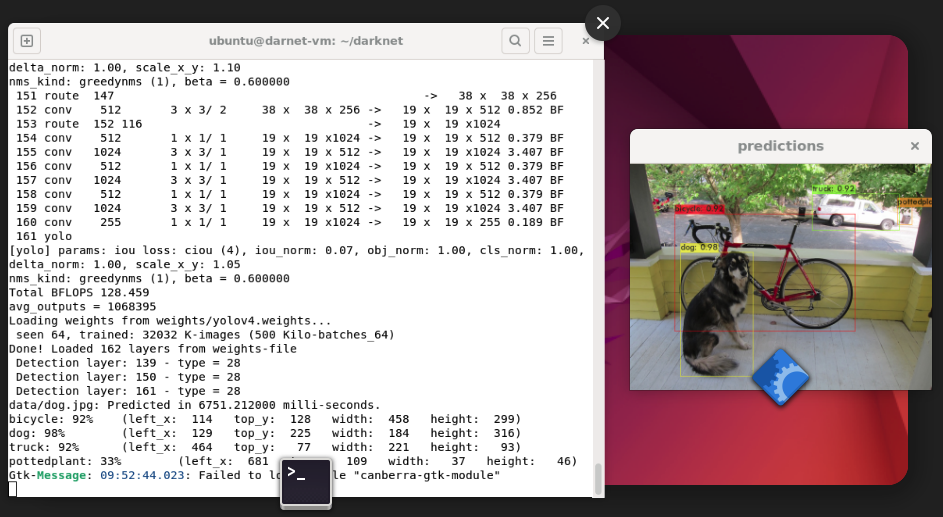 ubuntu@darnet-vm: ~/darknet
delta_norm: 1.00, scale_x_y: 1.10
nms_kind: greedynms (1), beta = 0.600000
151 route 147 -> 38 x 38 x 256
152 conv 512 3 x 3/ 2 38 x 38 x 256 -> 19 x 19 x 512 0.852 BF
153 route 152 116 -> 19 x 19 x1024
154 conv 512 1 x 1/ 1 19 x 19 x1024 -> 19 x 19 x 512 0.379 BF
155 conv 1024 3 x 3/ 1 19 x 19 x 512 -> 19 x 19 x1024 3.407 BF
156 conv 512 1 x 1/ 1 19 x 19 x1024 -> 19 x 19 x 512 0.379 BF
157 conv 1024 3 x 3/ 1 19 x 19 x 512 -> 19 x 19 x1024 3.407 BF
158 conv 512 1 x 1/ 1 19 x 19 x1024 -> 19 x 19 x 512 0.379 BF
159 conv 1024 3 x 3/ 1 19 x 19 x 512 -> 19 x 19 x1024 3.407 BF
160 conv 255 1 x 1/ 1 19 x 19 x1024 -> 19 x 19 x 255 0.189 BF
161 yolo
[yolo] params: iou loss: ciou (4), iou_norm: 0.07, obj_norm: 1.00, cls_norm: 1.00,
delta_norm: 1.00, scale_x_y: 1.05
nms_kind: greedynms (1), beta = 0.600000
Total BFLOPS 128.459
avg_outputs = 1068395
Loading weights from weights/yolov4.weights...
seen 64, trained: 32032 K-images (500 Kilo-batches_64)
Done! Loaded 162 layers from weights-file
Detection layer: 139 - type = 28
Detection layer: 150 - type = 28
Detection layer: 161 - type = 28
data/dog.jpg: Predicted in 6751.212000 milli-seconds.
bicycle: 92% (left_x: 114 top_y: 128 width: 458 height: 299)
dog: 98% (left_x: 129 top_y: 225 width: 184 height: 316)
truck: 92% (left_x: 464 top_y: 77 width: 221 height: 93)
pottedplant: 33% (left_x: 681 109 width: 37 height: 46)
Gtk-Message: 09:52:44.023: Failed to "canberra-gtk-module"
>_
predictions
truck: 0.92
pottedpla
bicycle: 0.92
dog: 0.98